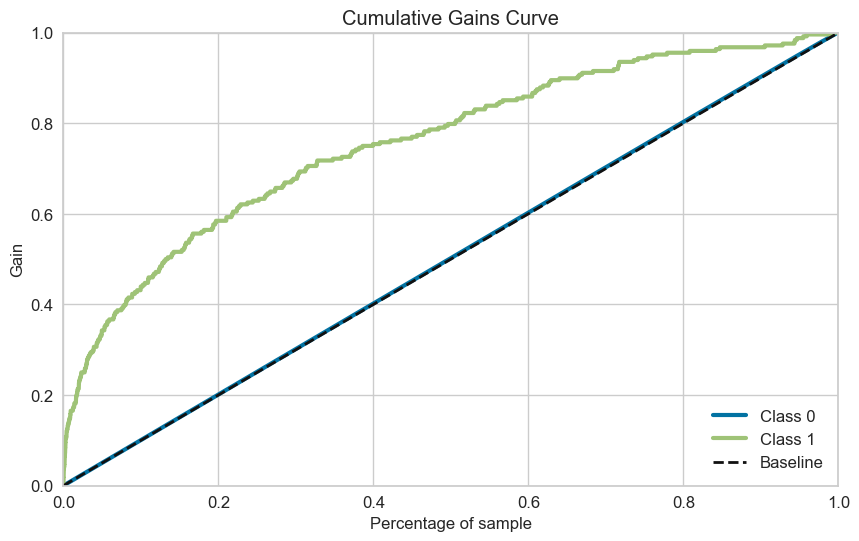 Cumulative Gains Curve
1.0
0.8
0.6
0.4
0.2
0.0
Gain
0.0 0.2 0.4 0.6 0.8 1.0
Percentage of sample
Class 0
Class 1
Baseline